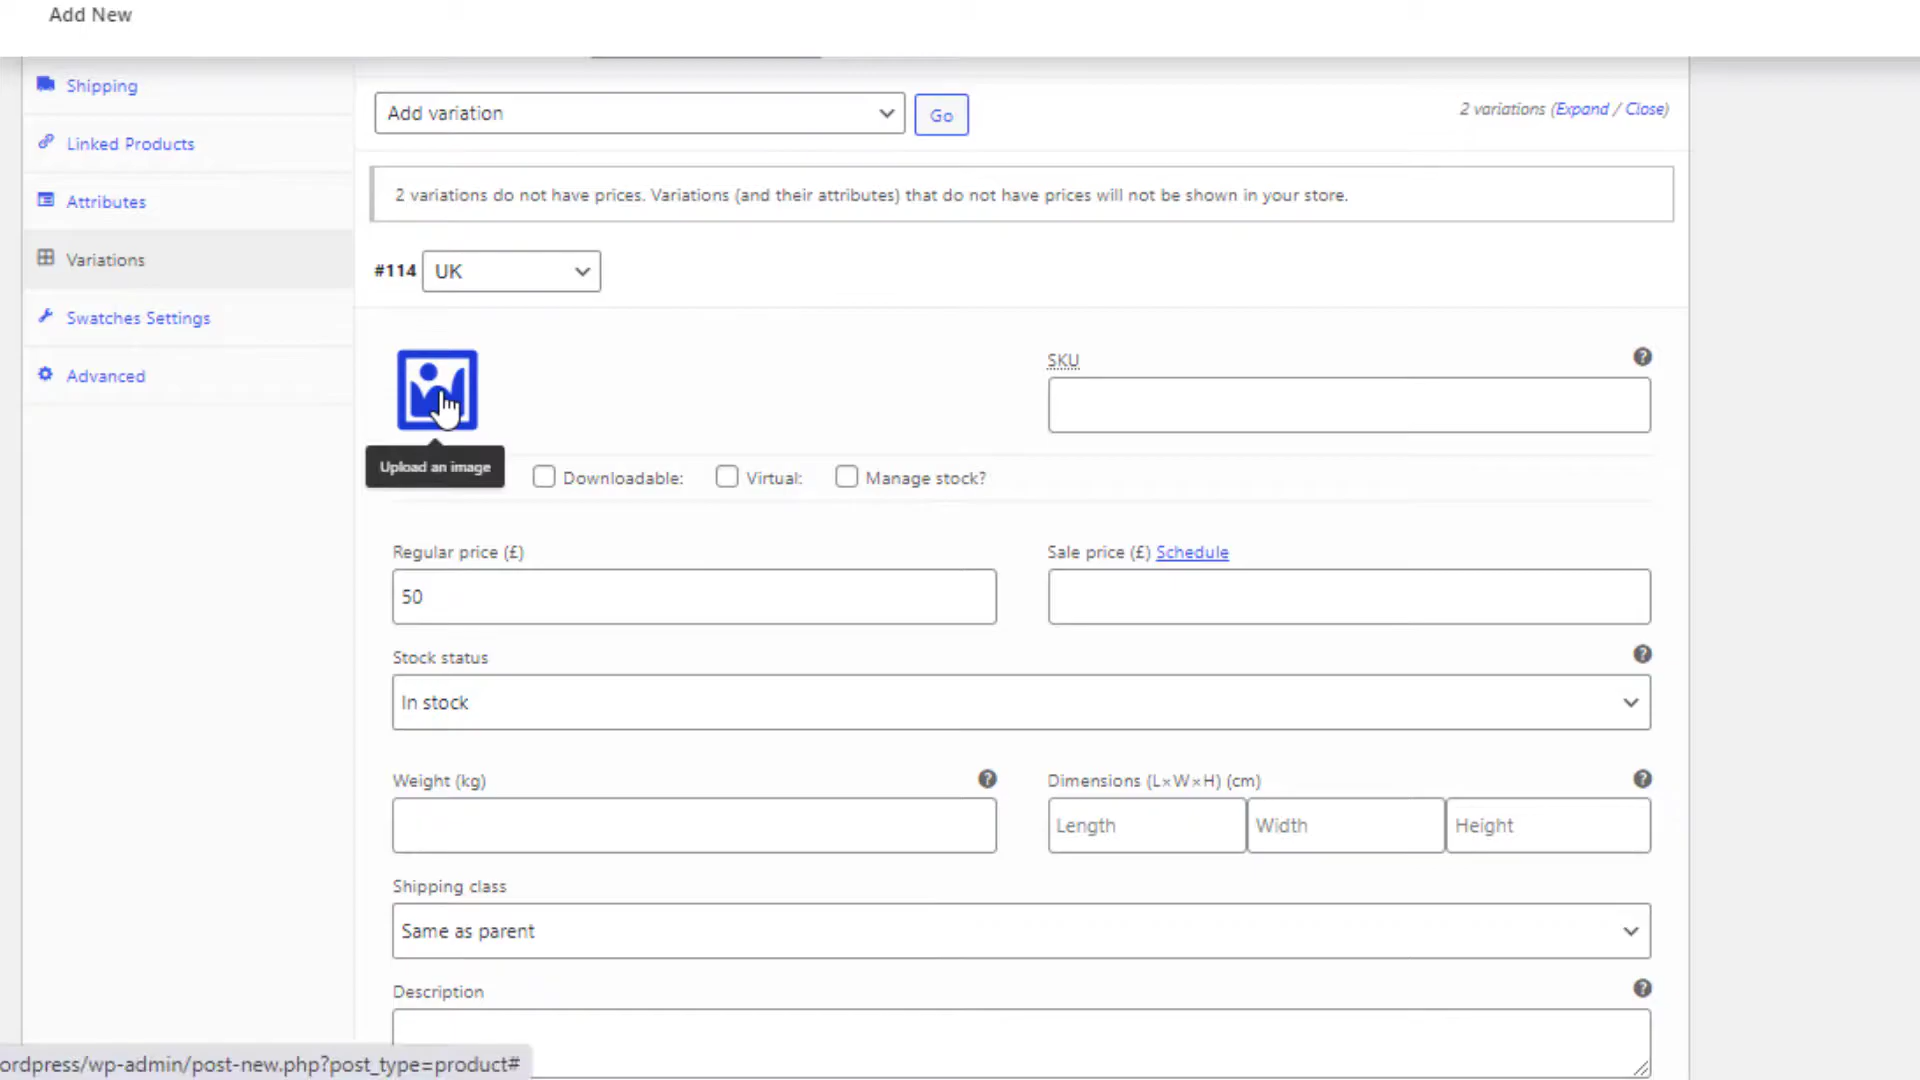 Add New
Shipping
Linked Products
Attributes
Variations
Swatches Settings
Advanced
Add variation
Go
2 variations (Expand / Close)
2 variations do not have prices. Variations (and their attributes) that do not have prices will not be shown in your store.
#114 UK
SKU
Upload an image
Downloadable: Virtual: Manage stock?
Regular price (£)
50
Sale price (£) Schedule
Stock status
In stock
Weight (kg)
Dimensions (L×W×H) (cm)
Length Width Height
Shipping class
Same as parent
Description
ordpress/wp-admin/post-new.php?post_type=product#